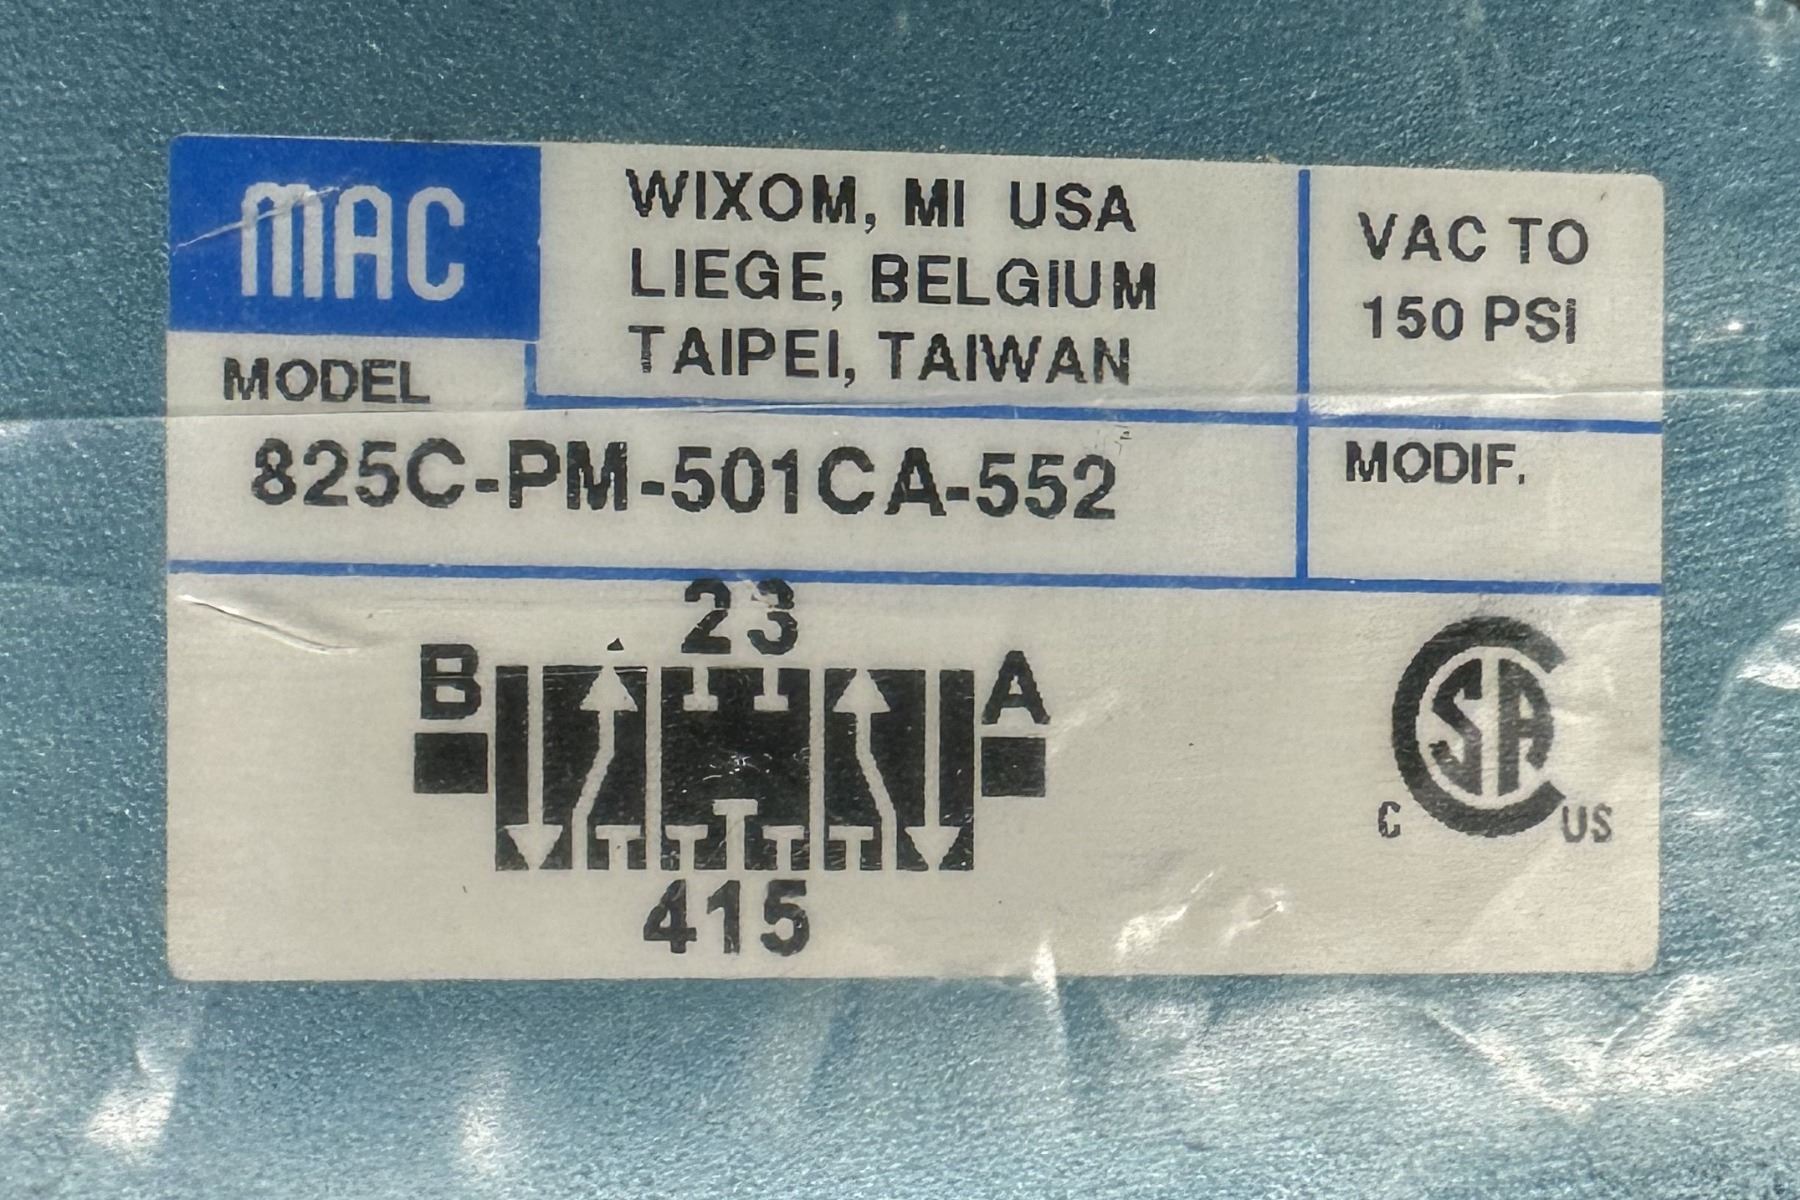 MAC
WIXOM, MI USA
LIEGE, BELGIUM
TAIPEI, TAIWAN
VAC TO
150 PSI
MODEL
825C-PM-501CA-552
MODIF.
23
B
A
415
CSA
C US